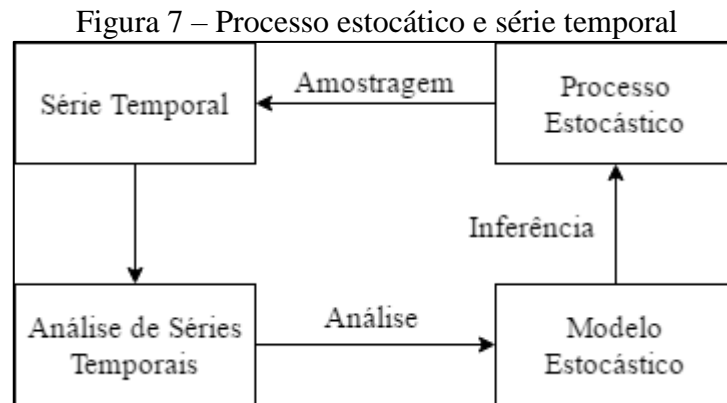 Figura 7 – Processo estocático e série temporal
Série Temporal
Amostragem
Processo
Estocástico
Inferência
Análise de Séries
Temporais
Análise
Modelo
Estocástico